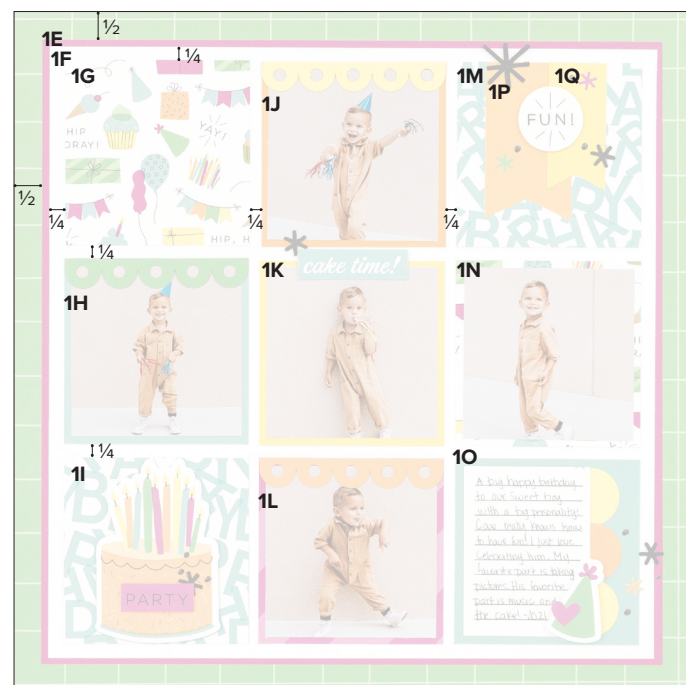 ½
1E
1F
¼
1G
1M
1Q
1P
1J
HIP
ORAY!
YAY!
FUN!
½
¼
¼
¼
HIP, H
¼
cake time!
1H
1K
1N
¼
1I
1L
1O
PARTY
A big happy birthday
to our sweet boy
with a big personality!
Case really knows how
to have fun! I just love
celebrating him. My
favorite part is taking
pictures. His favorite
part is music and
the cake! -2021